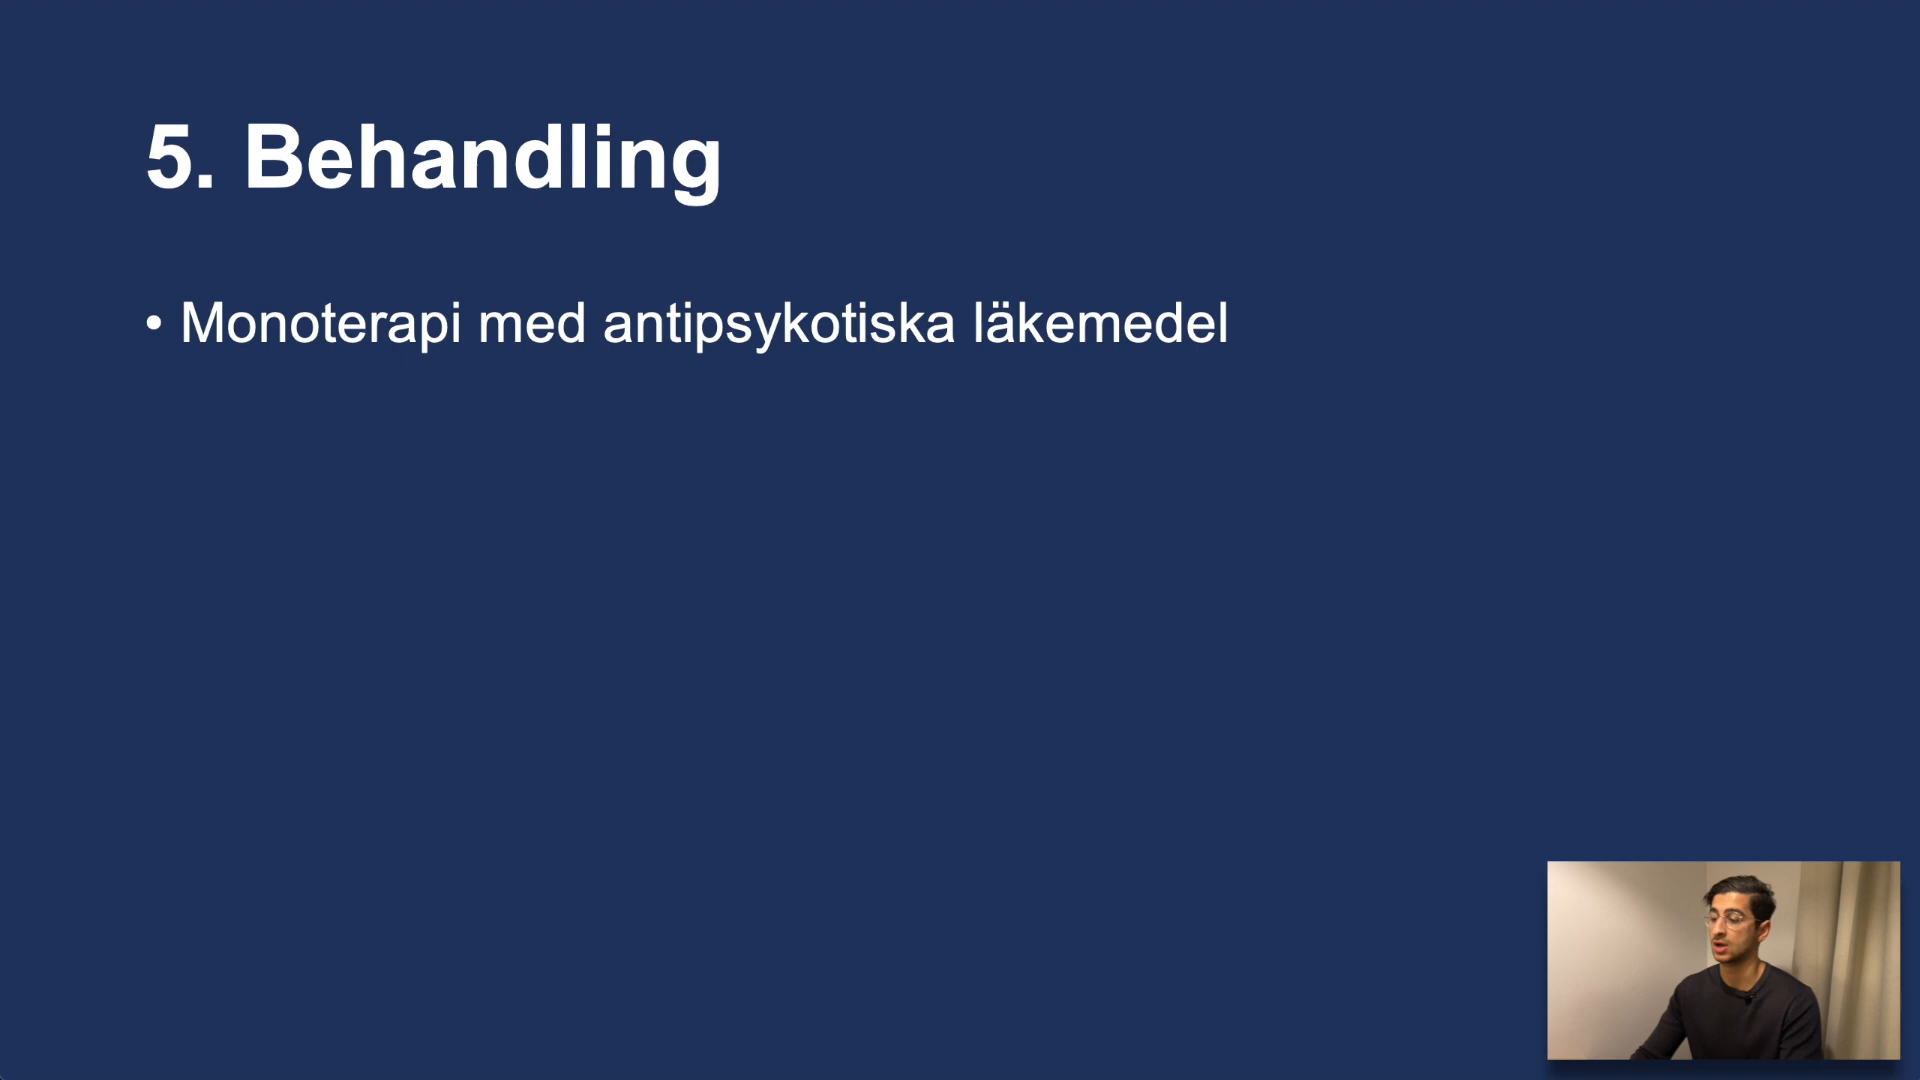 5. Behandling
• Monoterapi med antipsykotiska läkemedel